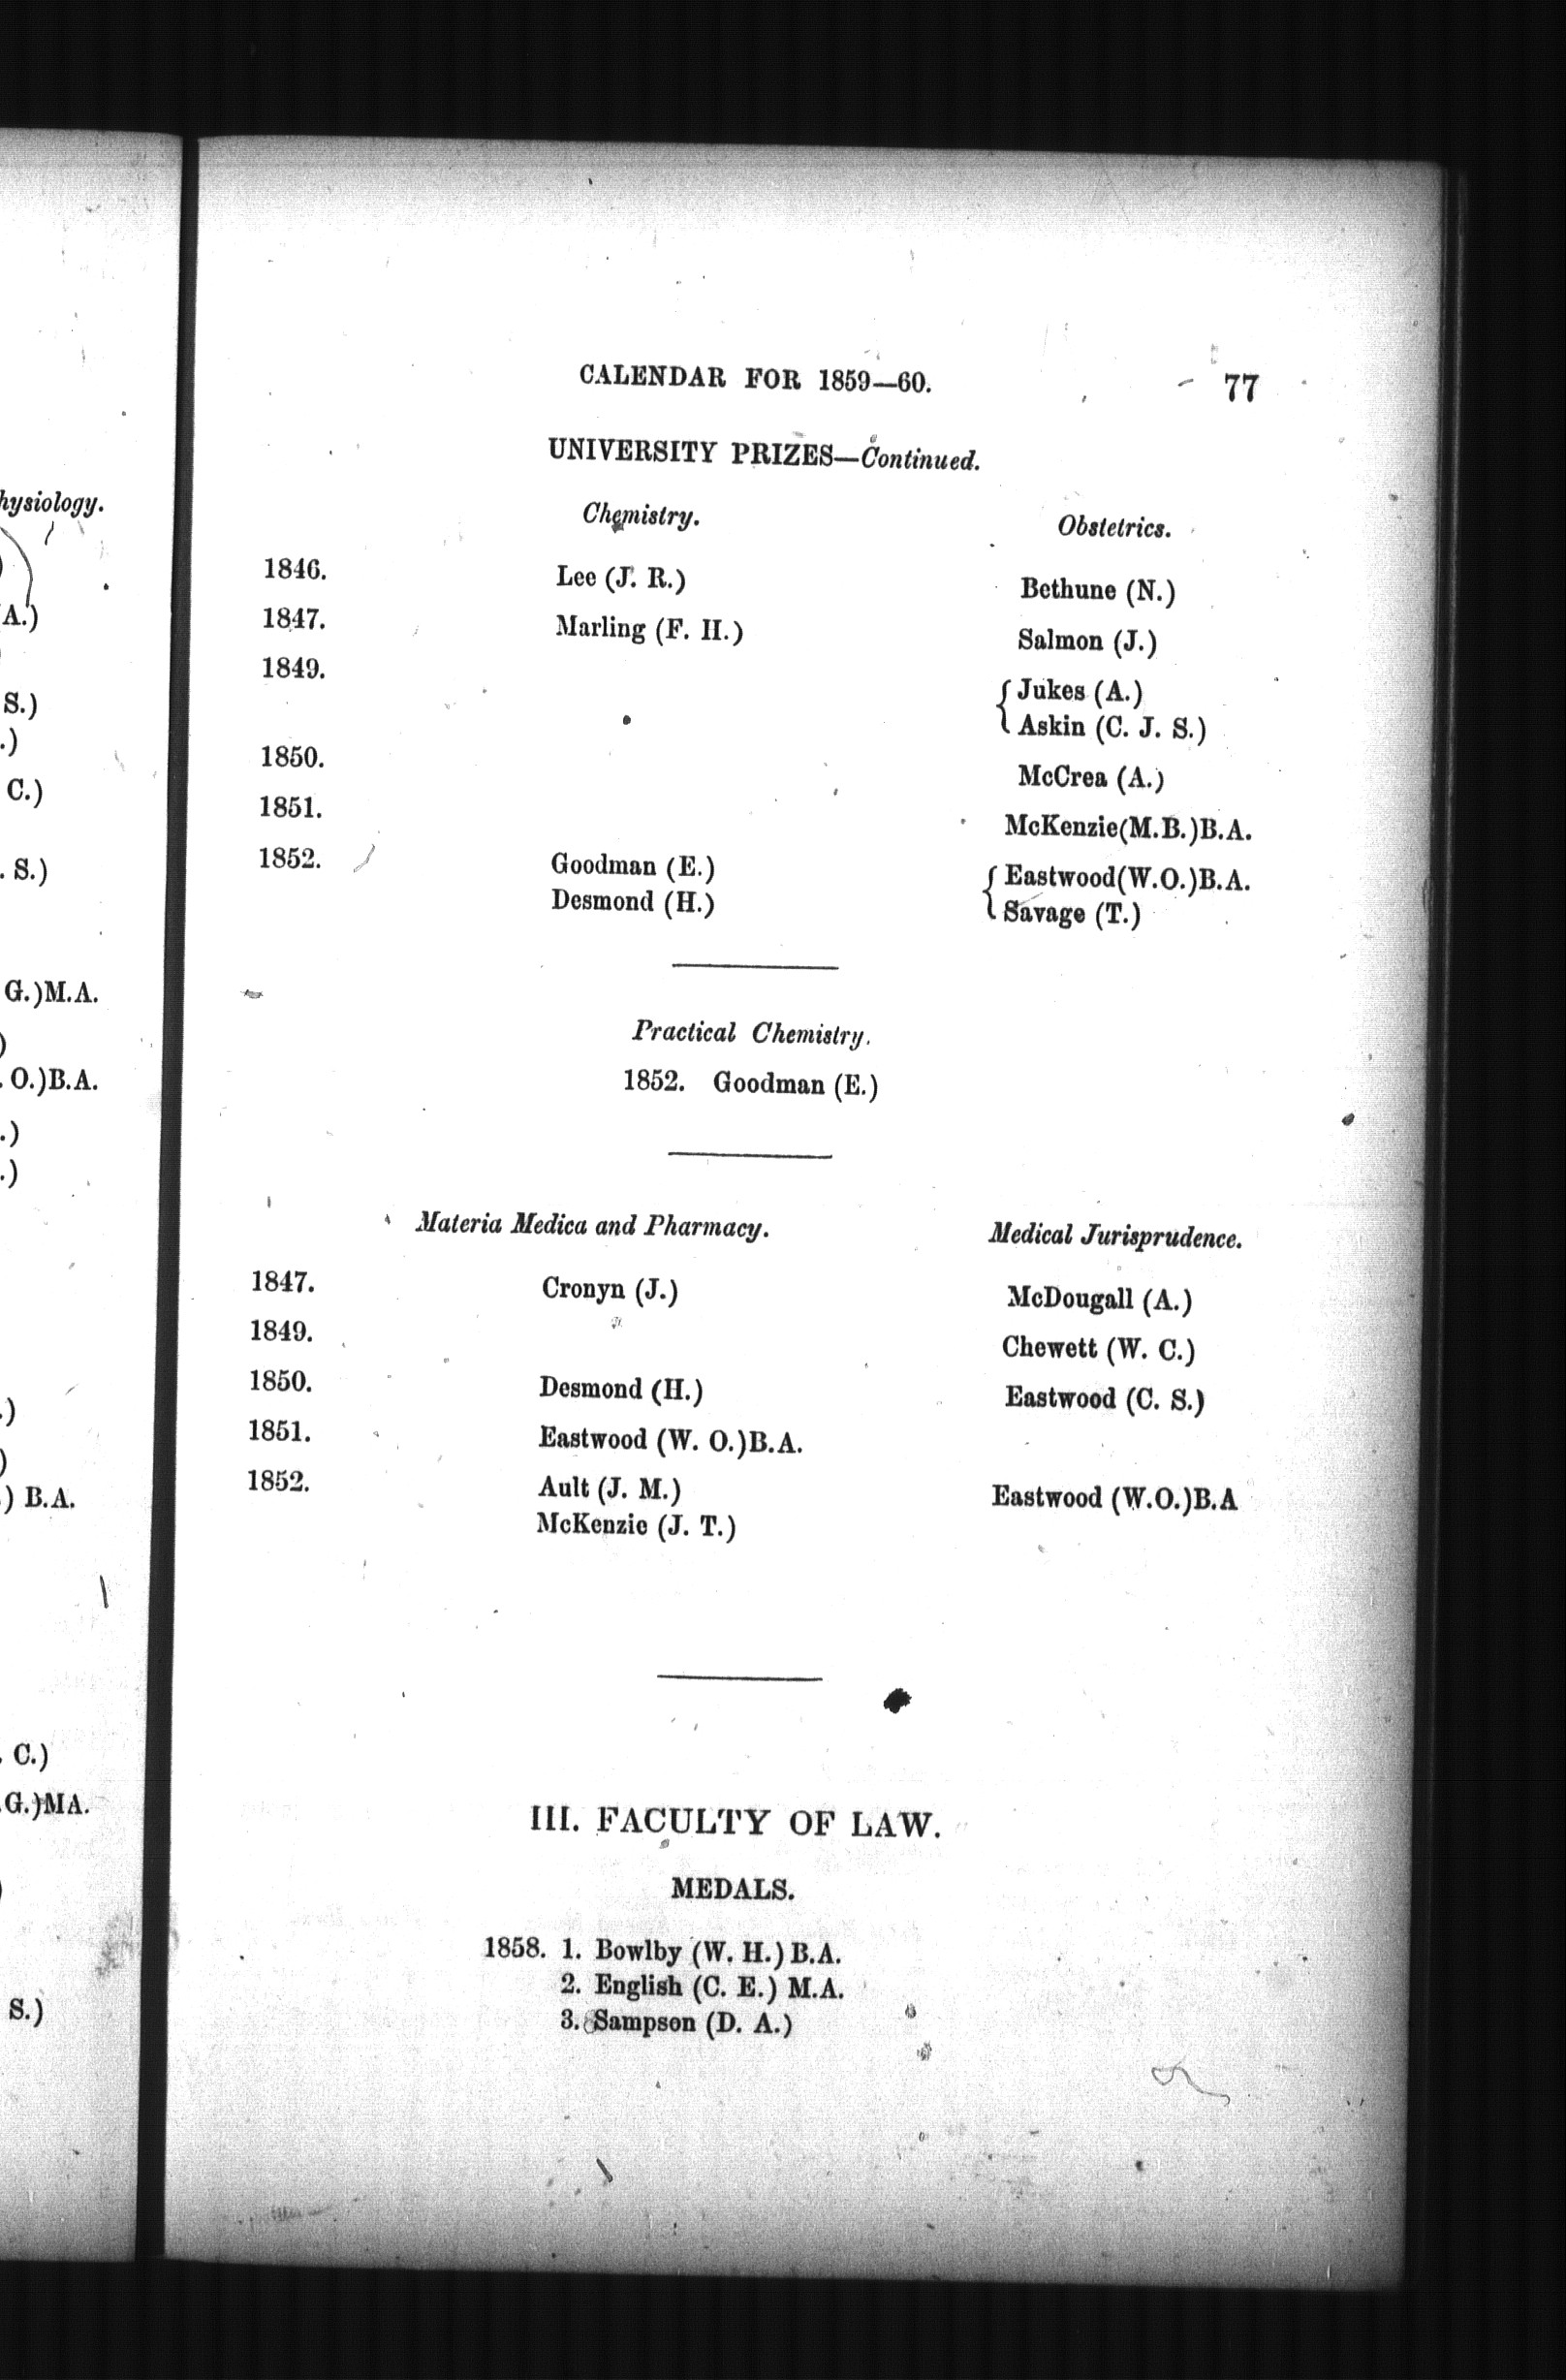 hysiology.
A.)
S.)
.)
C.)
. S.)
G.)M.A.
)
. O.)B.A.
.)
.)
.)
)
.) B.A.
. C.)
.G.)MA.
)
S.)
CALENDAR FOR 1859—60. 77
UNIVERSITY PRIZES—Continued.
Chemistry. Obstetrics.
1846. Lee (J. R.) Bethune (N.)
1847. Marling (F. H.) Salmon (J.)
1849. { Jukes (A.)
Askin (C. J. S.)
1850. McCrea (A.)
1851. McKenzie(M.B.)B.A.
1852. Goodman (E.) { Eastwood(W.O.)B.A.
Desmond (H.) Savage (T.)
Practical Chemistry.
1852. Goodman (E.)
Materia Medica and Pharmacy. Medical Jurisprudence.
1847. Cronyn (J.) McDougall (A.)
1849. Chewett (W. C.)
1850. Desmond (H.) Eastwood (C. S.)
1851. Eastwood (W. O.)B.A.
1852. Ault (J. M.) Eastwood (W.O.)B.A
McKenzie (J. T.)
III. FACULTY OF LAW.
MEDALS.
1858. 1. Bowlby (W. H.) B.A.
2. English (C. E.) M.A.
3. Sampson (D. A.)